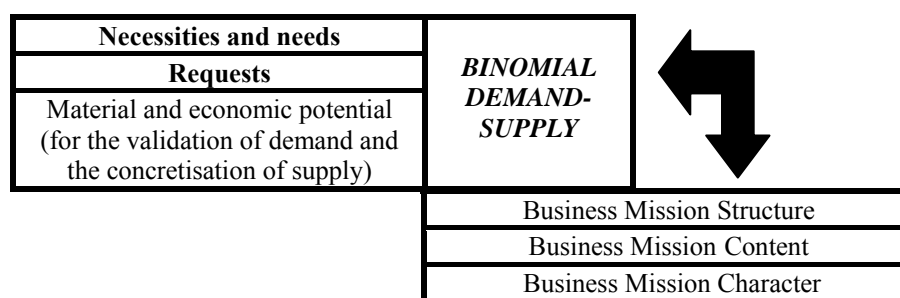 Necessities and needs
Requests
Material and economic potential
(for the validation of demand and
the concretisation of supply)
BINOMIAL
DEMAND-
SUPPLY
Business Mission Structure
Business Mission Content
Business Mission Character